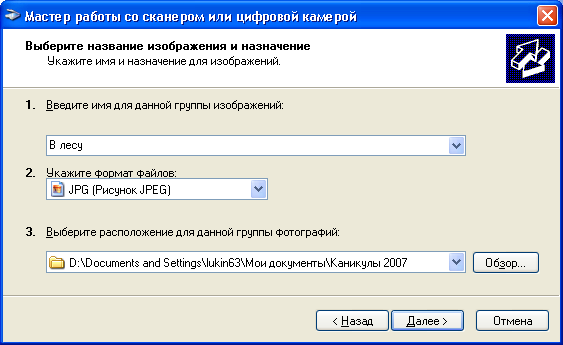 Мастер работы со сканером или цифровой камерой
Выберите название изображения и назначение
Укажите имя и назначение для изображений.
1. Введите имя для данной группы изображений:
В лесу
2. Укажите формат файлов:
JPG (Рисунок JPEG)
3. Выберите расположение для данной группы фотографий:
D:\Documents and Settings\lukin63\Мои документы\Каникулы 2007
Обзор...
< Назад
Далее >
Отмена